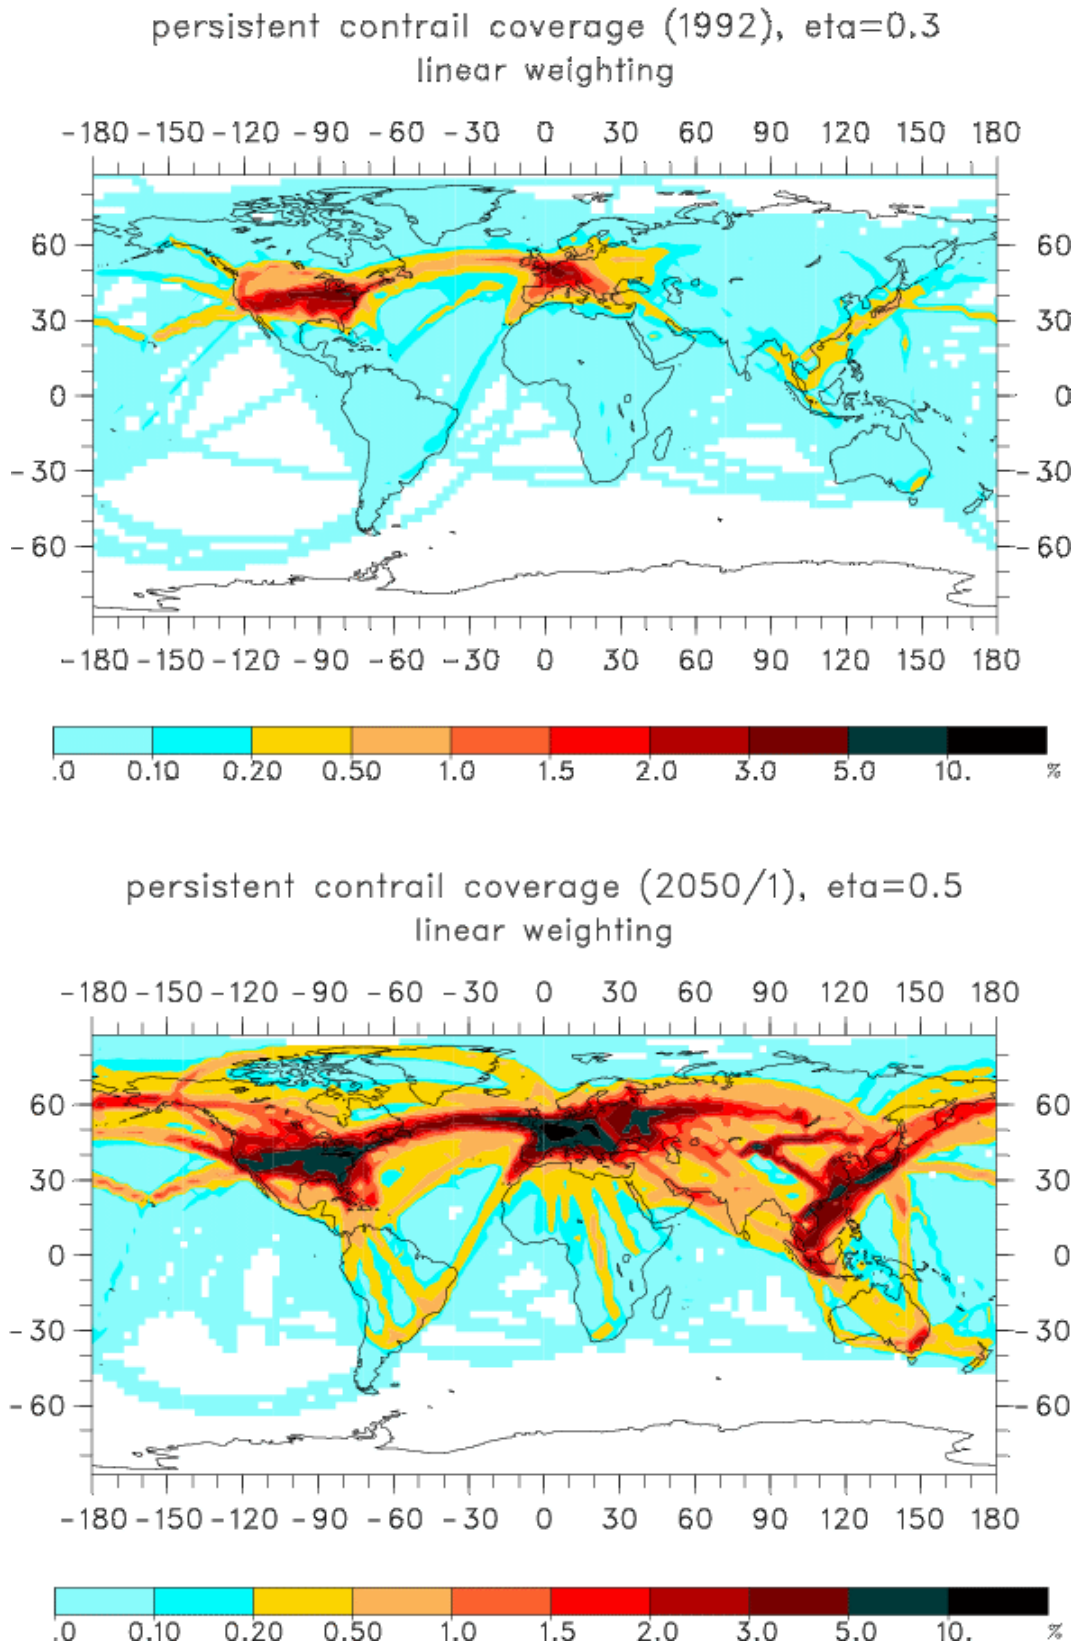 persistent contrail coverage (1992), eta=0.3
linear weighting
-180 -150 -120 -90 -60 -30 0 30 60 90 120 150 180
60 60
30 30
0 0
-30 -30
-60 -60
-180 -150 -120 -90 -60 -30 0 30 60 90 120 150 180
.0 0.10 0.20 0.50 1.0 1.5 2.0 3.0 5.0 10. %
persistent contrail coverage (2050/1), eta=0.5
linear weighting
-180 -150 -120 -90 -60 -30 0 30 60 90 120 150 180
60 60
30 30
0 0
-30 -30
-60 -60
-180 -150 -120 -90 -60 -30 0 30 60 90 120 150 180
.0 0.10 0.20 0.50 1.0 1.5 2.0 3.0 5.0 10. %